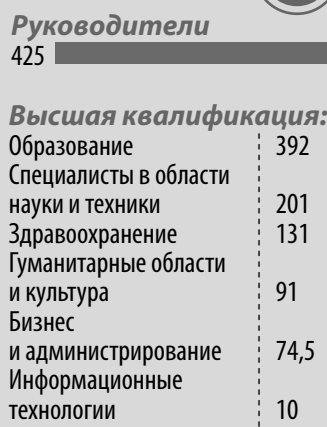 Руководители
425
Высшая квалификация:
Образование 392
Специалисты в области
науки и техники 201
Здравоохранение 131
Гуманитарные области
и культура 91
Бизнес
и администрирование 74,5
Информационные
технологии 10